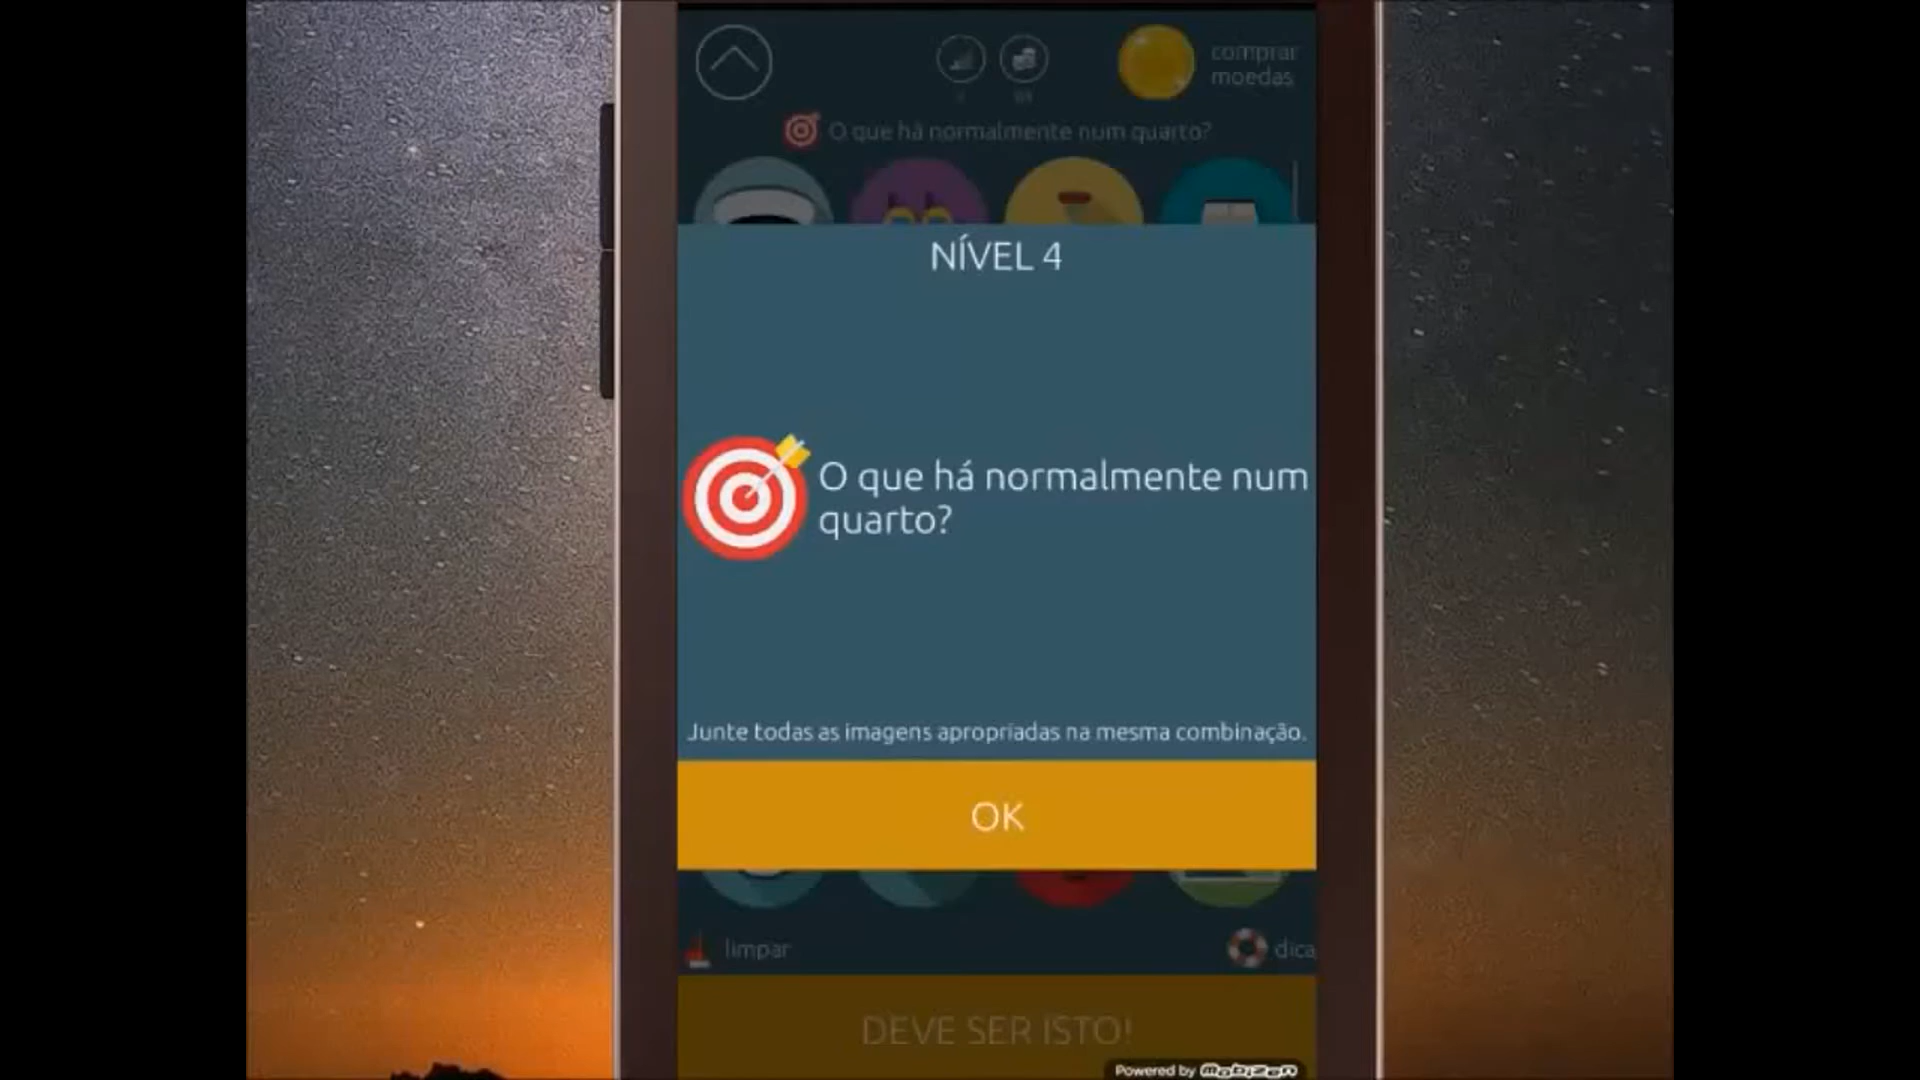 comprar
moedas
O que há normalmente num quarto?
NÍVEL 4
O que há normalmente num
quarto?
Junte todas as imagens apropriadas na mesma combinação.
OK
limpar
dica
DEVE SER ISTO!
Powered by Mobizen